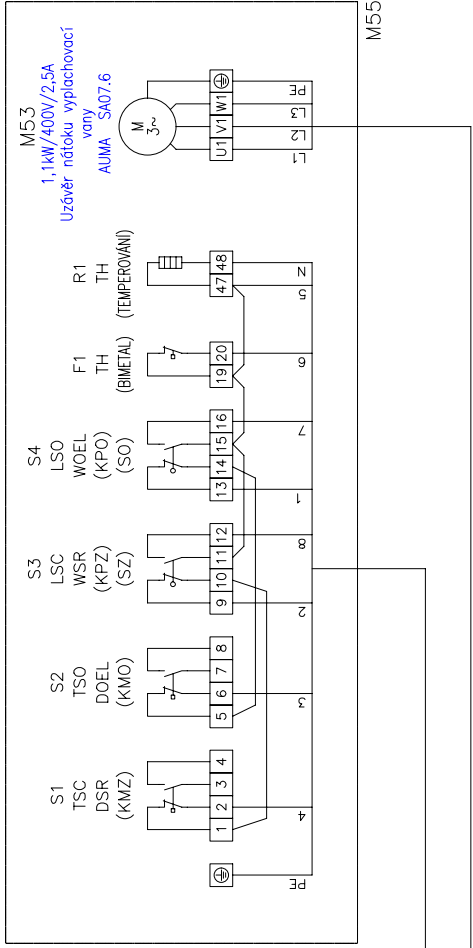 M55
M53
1,1kW/400V/2,5A
Uzávěr nátoku vyplachovací
vany
AUMA SA07.6
M
3~
U1 V1 W1
L1 L2 L3 PE
R1
TH
(TEMPEROVÁNÍ)
47 48
5 N
F1
TH
(BIMETAL)
19 20
6
S4
LSO
WOEL
(KPO)
(SO)
13 14 15 16
1 7
S3
LSC
WSR
(KPZ)
(SZ)
9 10 11 12
2 8
S2
TSO
DOEL
(KMO)
5 6 7 8
3
S1
TSC
DSR
(KMZ)
1 2 3 4
4
PE